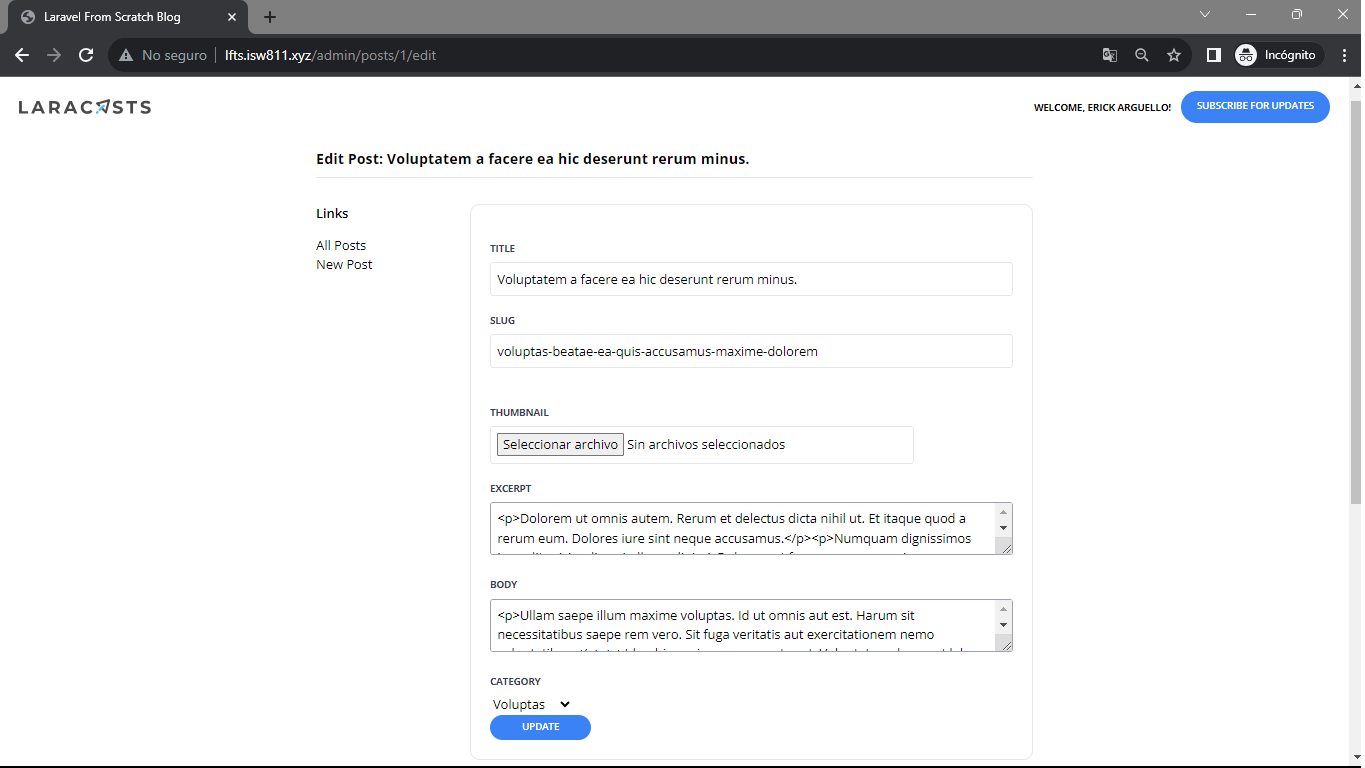 Laravel From Scratch Blog
No seguro
lfts.isw811.xyz/admin/posts/1/edit
Incógnito
LARACASTS
WELCOME, ERICK ARGUELLO!
SUBSCRIBE FOR UPDATES
Edit Post: Voluptatem a facere ea hic deserunt rerum minus.
Links
All Posts
New Post
TITLE
Voluptatem a facere ea hic deserunt rerum minus.
SLUG
voluptas-beatae-ea-quis-accusamus-maxime-dolorem
THUMBNAIL
Seleccionar archivo Sin archivos seleccionados
EXCERPT
<p>Dolorem ut omnis autem. Rerum et delectus dicta nihil ut. Et itaque quod a
rerum eum. Dolores iure sint neque accusamus.</p><p>Numquam dignissimos
BODY
<p>Ullam saepe illum maxime voluptas. Id ut omnis aut est. Harum sit
necessitatibus saepe rem vero. Sit fuga veritatis aut exercitationem nemo
CATEGORY
Voluptas
UPDATE